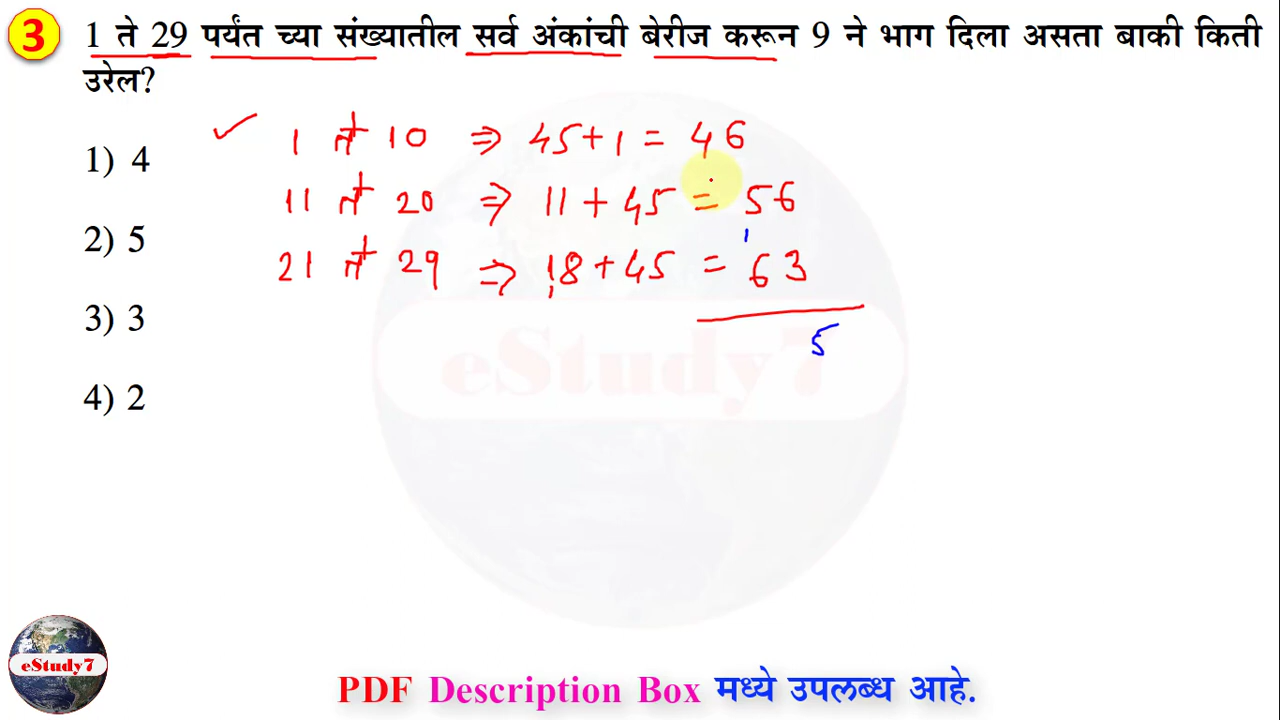 3 1 ते 29 पर्यंत च्या संख्यातील सर्व अंकांची बेरीज करून 9 ने भाग दिला असता बाकी किती
उरेल?
1 ते 10 ⇒ 45+1 = 46
1) 4
11 ते 20 ⇒ 11 + 45 = 56
2) 5
1
21 ते 29 ⇒ 18+45 = 63
3) 3
5
eStudy7
4) 2
eStudy7
PDF Description Box मध्ये उपलब्ध आहे.